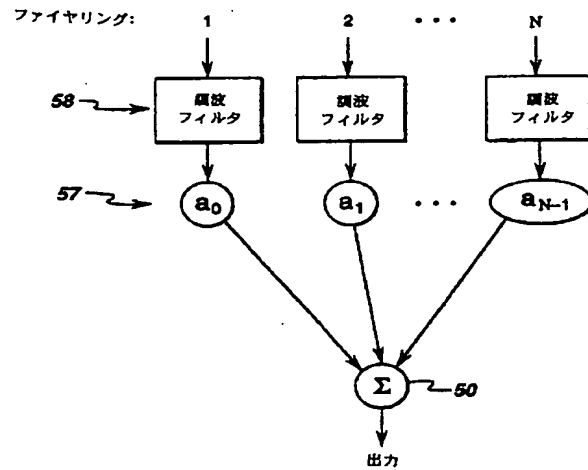 ファイヤリング: 1 2 ・・・ N
58
調波
フィルタ
調波
フィルタ
調波
フィルタ
57
a0
a1
・・・
aN-1
Σ
50
出力